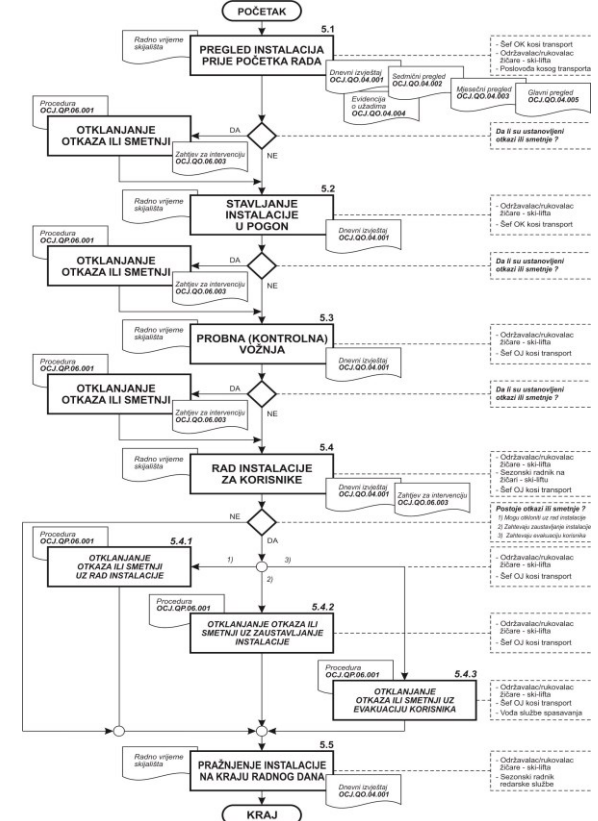 POČETAK
5.1
Radno vrijeme
skijališta
PREGLED INSTALACIJA
PRIJE POČETKA RADA
- Šef OK kosi transport
- Održavalac/rukovalac
žičare - ski-lifta
- Poslovođa kosog transporta
Dnevni izvještaj
OCJ.QO.04.001
Sedmični pregled
OCJ.QO.04.002
Mjesečni pregled
OCJ.QO.04.003
Glavni pregled
OCJ.QO.04.005
Evidencija
o užadima
OCJ.QO.04.004
Procedura
OCJ.QP.06.001
OTKLANJANJE
OTKAZA ILI SMETNJI
DA
NE
Zahtjev za intervenciju
OCJ.QO.06.003
Da li su ustanovljeni
otkazi ili smetnje ?
5.2
Radno vrijeme
skijališta
STAVLJANJE
INSTALACIJE
U POGON
Dnevni izvještaj
OCJ.QO.04.001
- Održavalac/rukovalac
žičare - ski-lifta
- Šef OK kosi transport
Procedura
OCJ.QP.06.001
OTKLANJANJE
OTKAZA ILI SMETNJI
DA
NE
Zahtjev za intervenciju
OCJ.QO.06.003
Da li su ustanovljeni
otkazi ili smetnje ?
5.3
Radno vrijeme
skijališta
PROBNA (KONTROLNA)
VOŽNJA
Dnevni izvještaj
OCJ.QO.04.001
- Održavalac/rukovalac
žičare - ski-lifta
- Šef OJ kosi transport
Procedura
OCJ.QP.06.001
OTKLANJANJE
OTKAZA ILI SMETNJI
DA
NE
Zahtjev za intervenciju
OCJ.QO.06.003
Da li su ustanovljeni
otkazi ili smetnje ?
5.4
Radno vrijeme
skijališta
RAD INSTALACIJE
ZA KORISNIKE
Dnevni izvještaj
OCJ.QO.04.001
Zahtjev za intervenciju
OCJ.QO.06.003
- Održavalac/rukovalac
žičare - ski-lifta
- Sezonski radnik na
žičari - ski-liftu
- Šef OJ kosi transport
NE
DA
Postoje otkazi ili smetnje ?
1) Mogu otkloniti uz rad instalacije
2) Zahtevaju zaustavljanje instalacije
3) Zahtevaju evakuaciju korisnika
Procedura
OCJ.QP.06.001
5.4.1
OTKLANJANJE
OTKAZA ILI SMETNJI
UZ RAD INSTALACIJE
1)
3)
2)
- Održavalac/rukovalac
žičare - ski-lifta
- Šef OJ kosi transport
Procedura
OCJ.QP.06.001
5.4.2
OTKLANJANJE OTKAZA ILI
SMETNJI UZ ZAUSTAVLJANJE
INSTALACIJE
- Održavalac/rukovalac
žičare - ski-lifta
- Šef OJ kosi transport
Procedura
OCJ.QP.06.001
5.4.3
OTKLANJANJE
OTKAZA ILI SMETNJI UZ
EVAKUACIJU KORISNIKA
- Održavalac/rukovalac
žičare - ski-lifta
- Šef OJ kosi transport
- Vođa službe spasavanja
5.5
Radno vrijeme
skijališta
PRAŽNJENJE INSTALACIJE
NA KRAJU RADNOG DANA
Dnevni izvještaj
OCJ.QO.04.001
- Održavalac/rukovalac
žičare - ski-lifta
- Sezonski radnik
redarske službe
KRAJ